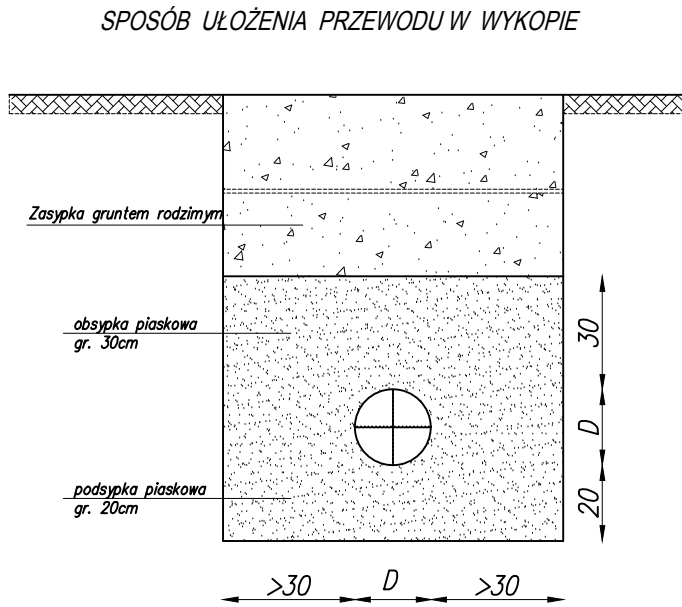 SPOSÓB UŁOŻENIA PRZEWODU W WYKOPIE
Zasypka gruntem rodzimym
obsypka piaskowa
gr. 30cm
podsypka piaskowa
gr. 20cm
30
D
20
>30
D
>30